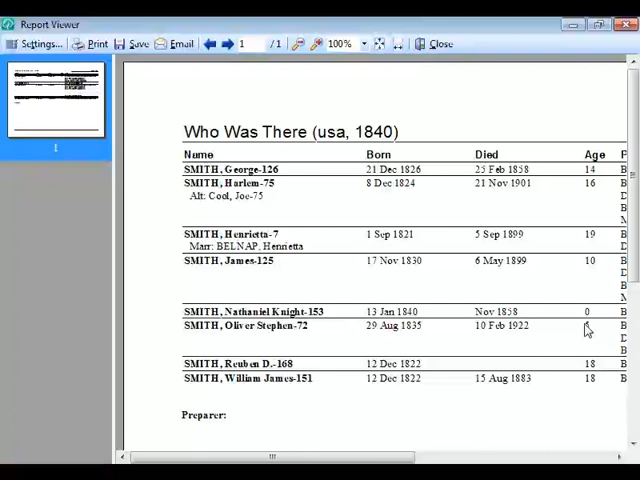 Report Viewer
Settings... Print Save Email 1 / 1 100% Close
1
Who Was There (usa, 1840)
Name Born Died Age
SMITH, George-126 21 Dec 1826 25 Feb 1858 14 B
SMITH, Harlem-75 8 Dec 1824 21 Nov 1901 16 B
Alt: Cool, Joe-75 D
B
SMITH, Henrietta-7 1 Sep 1821 5 Sep 1899 19 B
Marr: BELNAP, Henrietta
SMITH, James-125 17 Nov 1830 6 May 1899 10 B
D
B
SMITH, Nathaniel Knight-153 13 Jan 1840 Nov 1858 0 B
SMITH, Oliver Stephen-72 29 Aug 1835 10 Feb 1922 B
D
B
SMITH, Reuben D.-168 12 Dec 1822 18 B
SMITH, William James-151 12 Dec 1822 15 Aug 1883 18 B
Preparer: